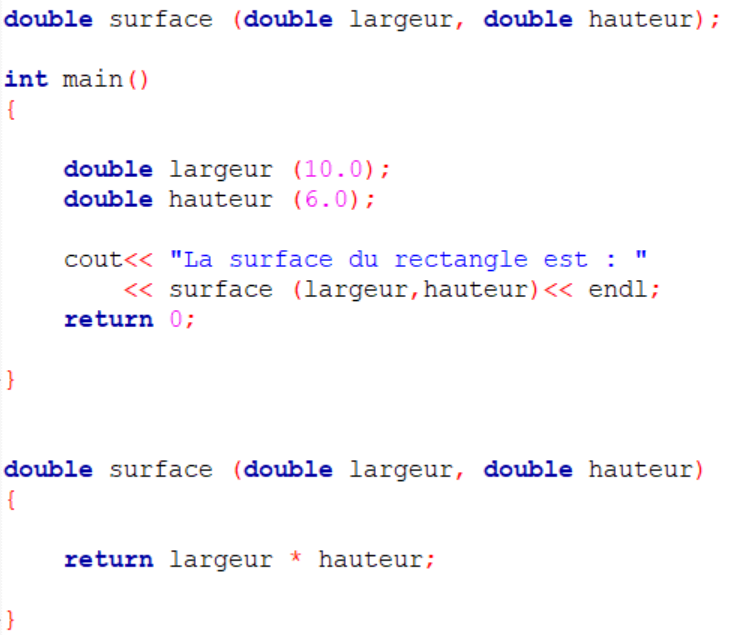 double surface (double largeur, double hauteur);
int main()
{
double largeur (10.0);
double hauteur (6.0);
cout<< "La surface du rectangle est : "
<< surface (largeur,hauteur)<< endl;
return 0;
}
double surface (double largeur, double hauteur)
{
return largeur * hauteur;
}